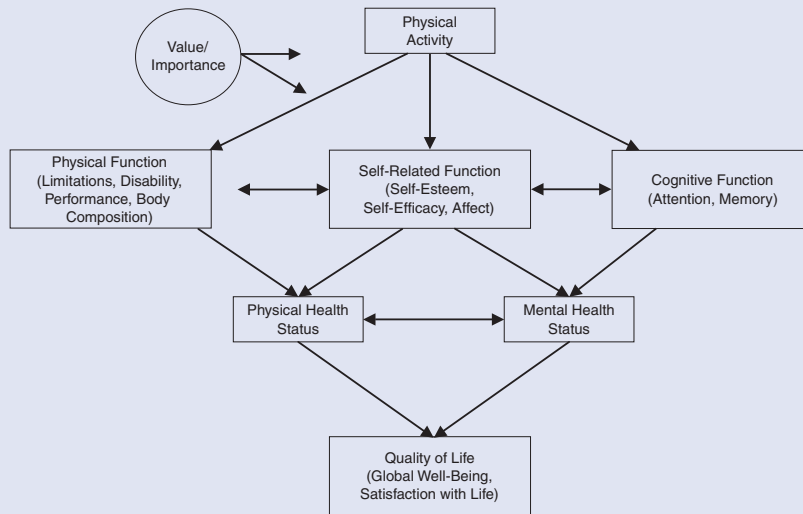 Physical
Activity
Value/
Importance
Physical Function
(Limitations, Disability,
Performance, Body
Composition)
Self-Related Function
(Self-Esteem,
Self-Efficacy, Affect)
Cognitive Function
(Attention, Memory)
Physical Health
Status
Mental Health
Status
Quality of Life
(Global Well-Being,
Satisfaction with Life)